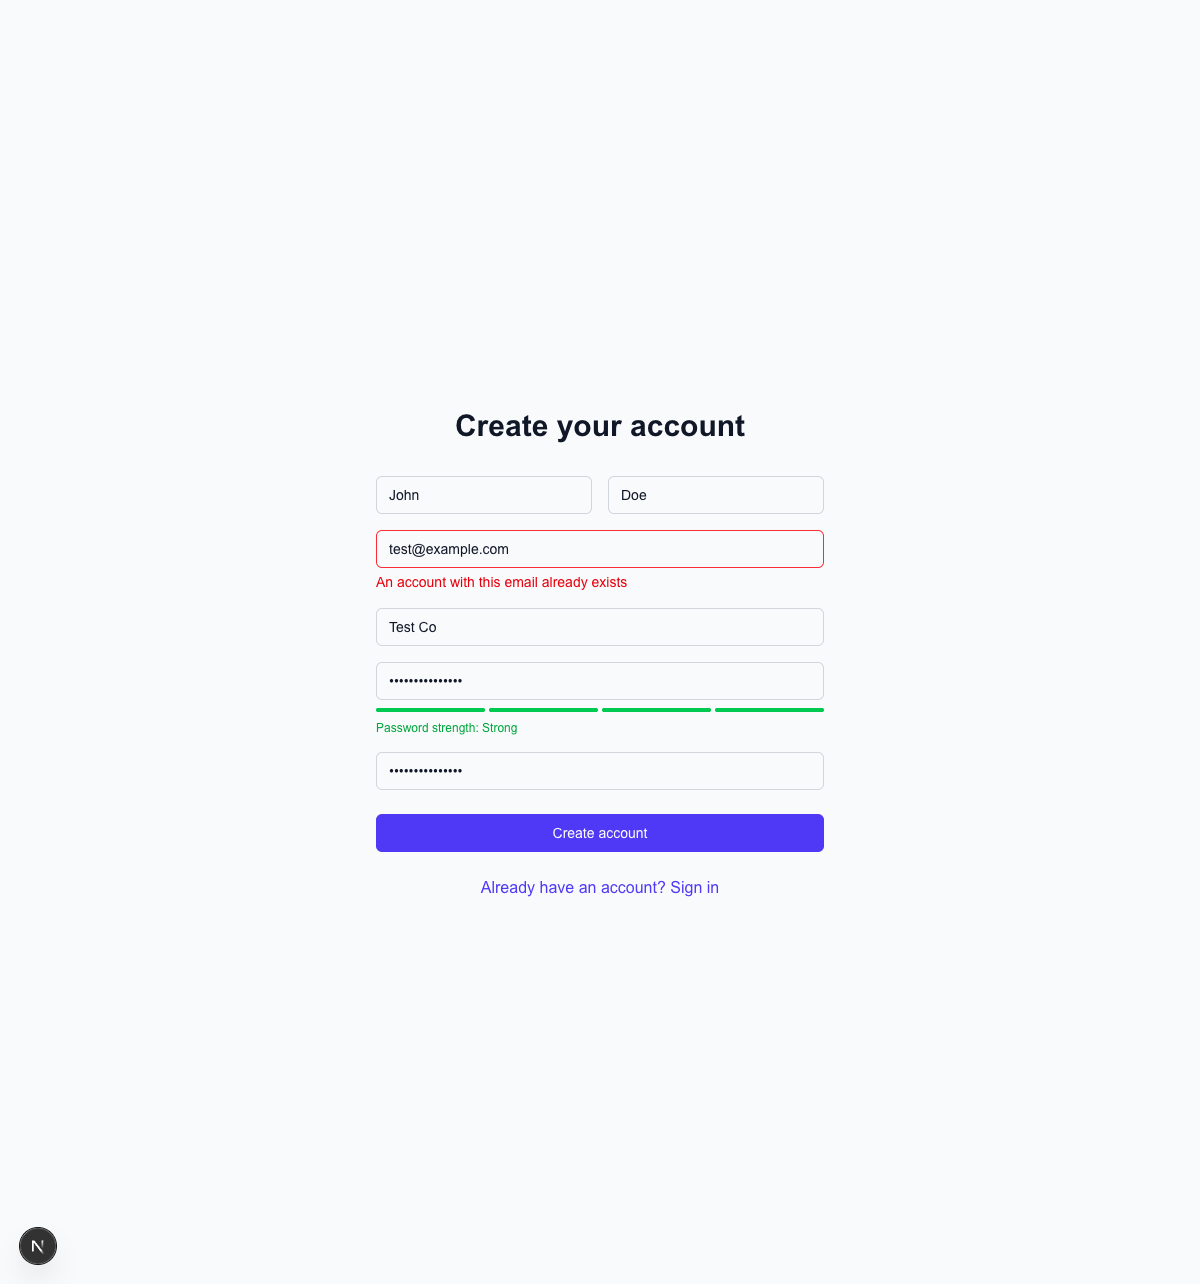 Create your account
John
Doe
test@example.com
An account with this email already exists
Test Co
•••••••••••••••
Password strength: Strong
•••••••••••••••
Create account
Already have an account? Sign in
N